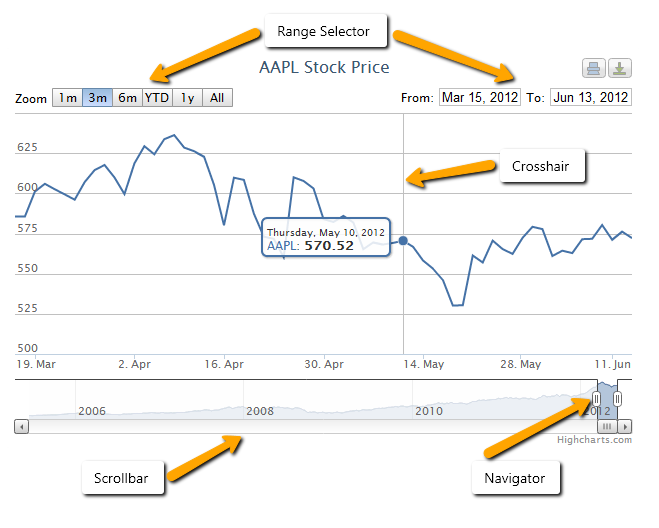 Range Selector
AAPL Stock Price
Zoom 1m 3m 6m YTD 1y All From: Mar 15, 2012 To: Jun 13, 2012
625
Crosshair
600
Thursday, May 10, 2012
AAPL: 570.52
575
550
525
500
19. Mar 2. Apr 16. Apr 30. Apr 14. May 28. May 11. Jun
2006 2008 2010 2012
Highcharts.com
Scrollbar Navigator